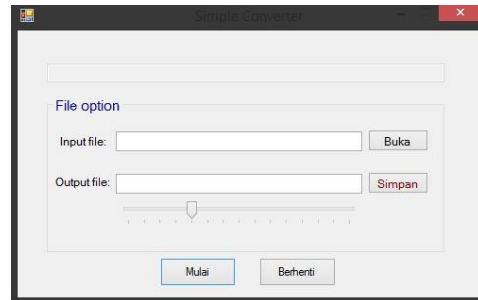 Simple Converter
File option
Input file:
Buka
Output file:
Simpan
Mulai
Berhenti